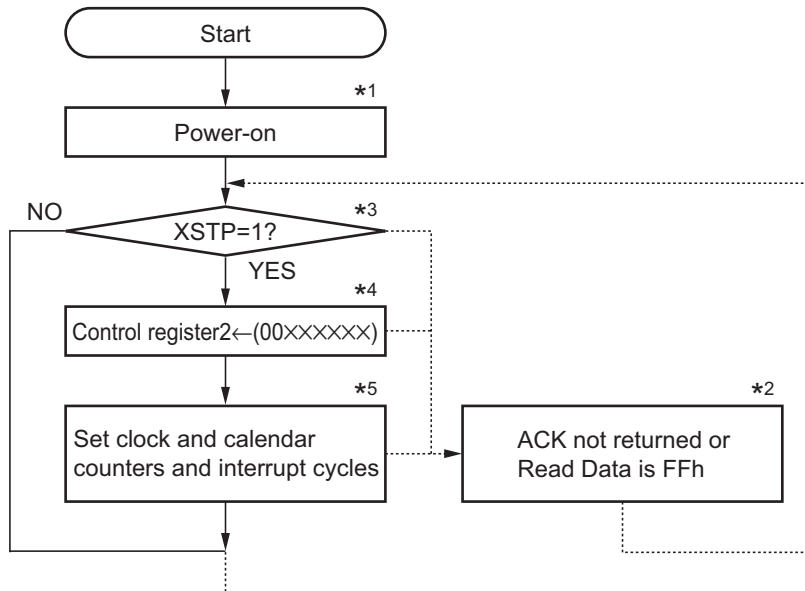 Start
*1
Power-on
NO
*3
XSTP=1?
YES
*4
Control register2←(00XXXXXX)
*5
Set clock and calendar
counters and interrupt cycles
*2
ACK not returned or
Read Data is FFh